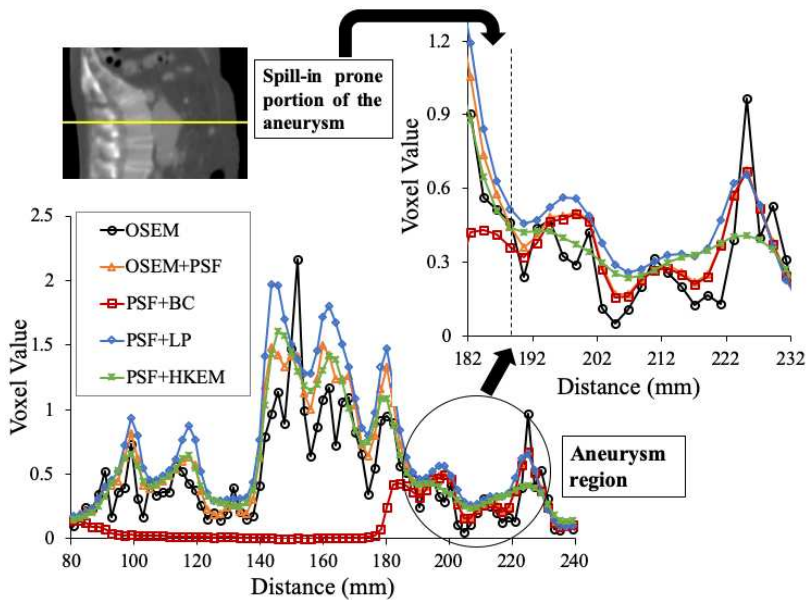 Spill-in prone
portion of the
aneurysm
1.2
0.9
0.6
0.3
0
Voxel Value
182 192 202 212 222 232
Distance (mm)
2.5
2
1.5
1
0.5
0
Voxel Value
OSEM
OSEM+PSF
PSF+BC
PSF+LP
PSF+HKEM
Aneurysm
region
80 100 120 140 160 180 200 220 240
Distance (mm)